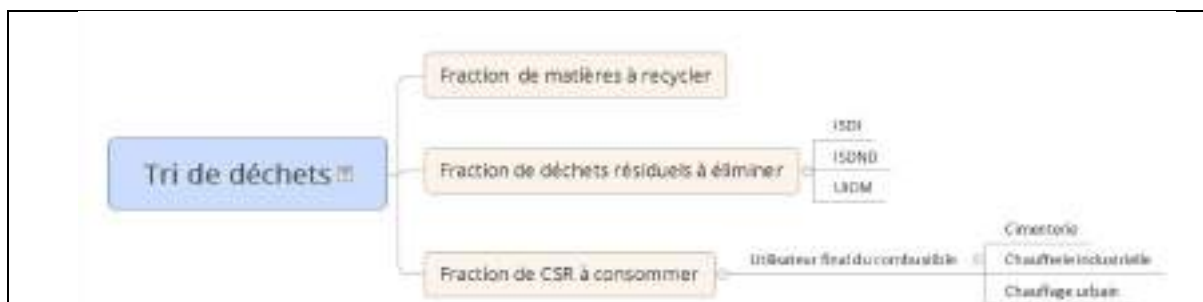 Tri de déchets
Fraction de matières à recycler
Fraction de déchets résiduels à éliminer
ISDI
ISDND
UIOM
Fraction de CSR à consommer
Utilisateur final du combustible
Cimenterie
Chaufferie industrielle
Chauffage urbain